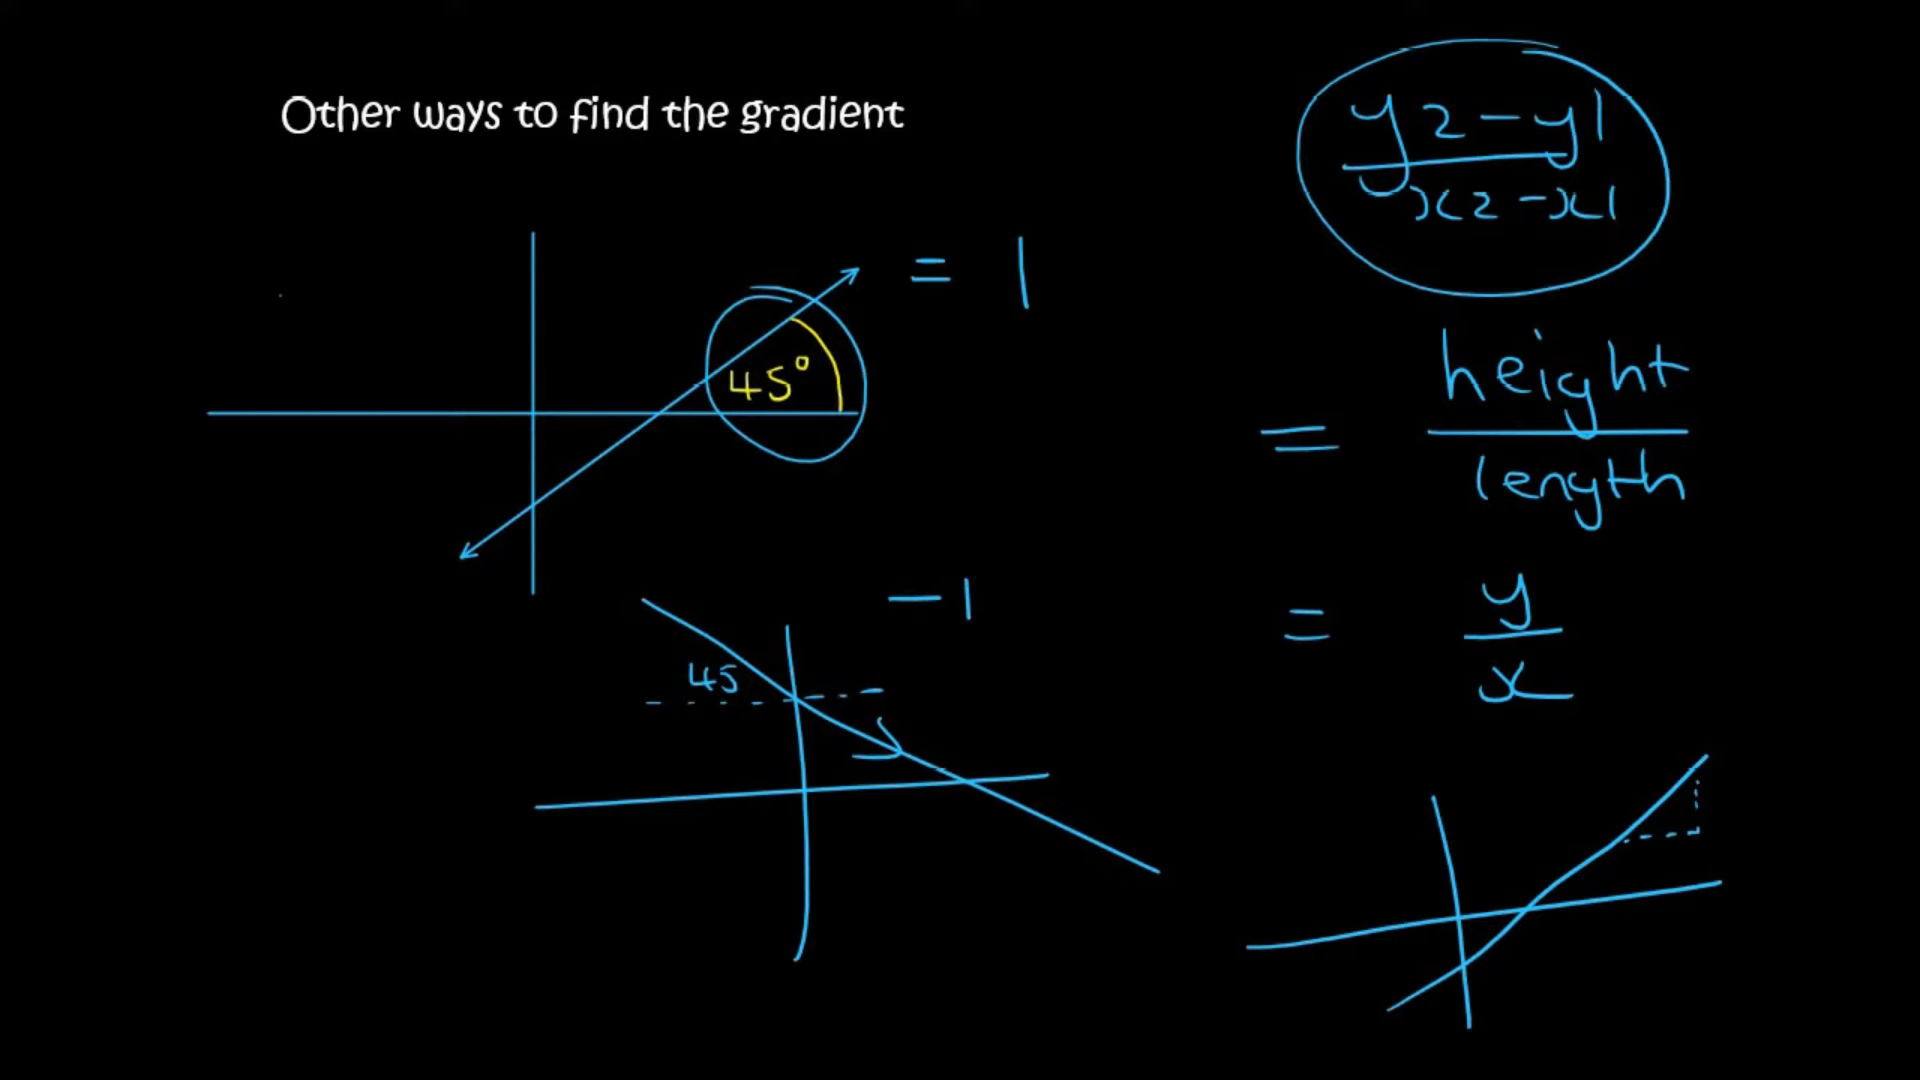 Other ways to find the gradient
y2 - y1
x2 - x1
= 1
45°
= height
length
- 1
45
= y
x